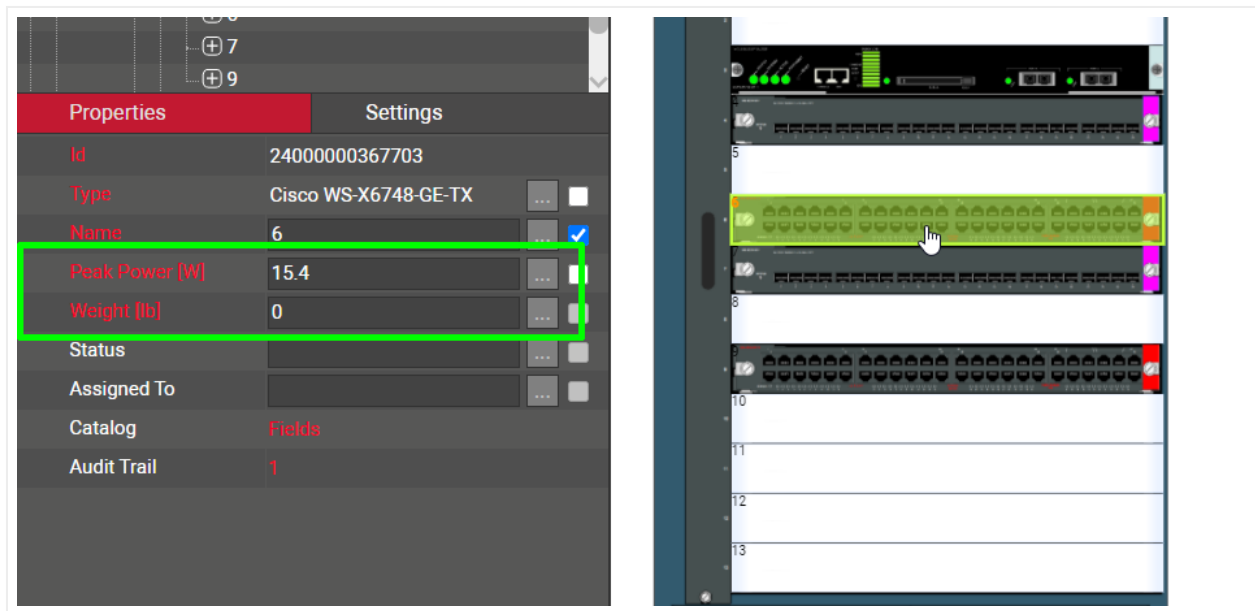 7
9
Properties Settings
Id 24000000367703
Type Cisco WS-X6748-GE-TX ...
Name 6 ...
Peak Power [W] 15.4 ...
Weight [lb] 0 ...
Status ...
Assigned To ...
Catalog Fields
Audit Trail 1
5
6
8
9
10
11
12
13